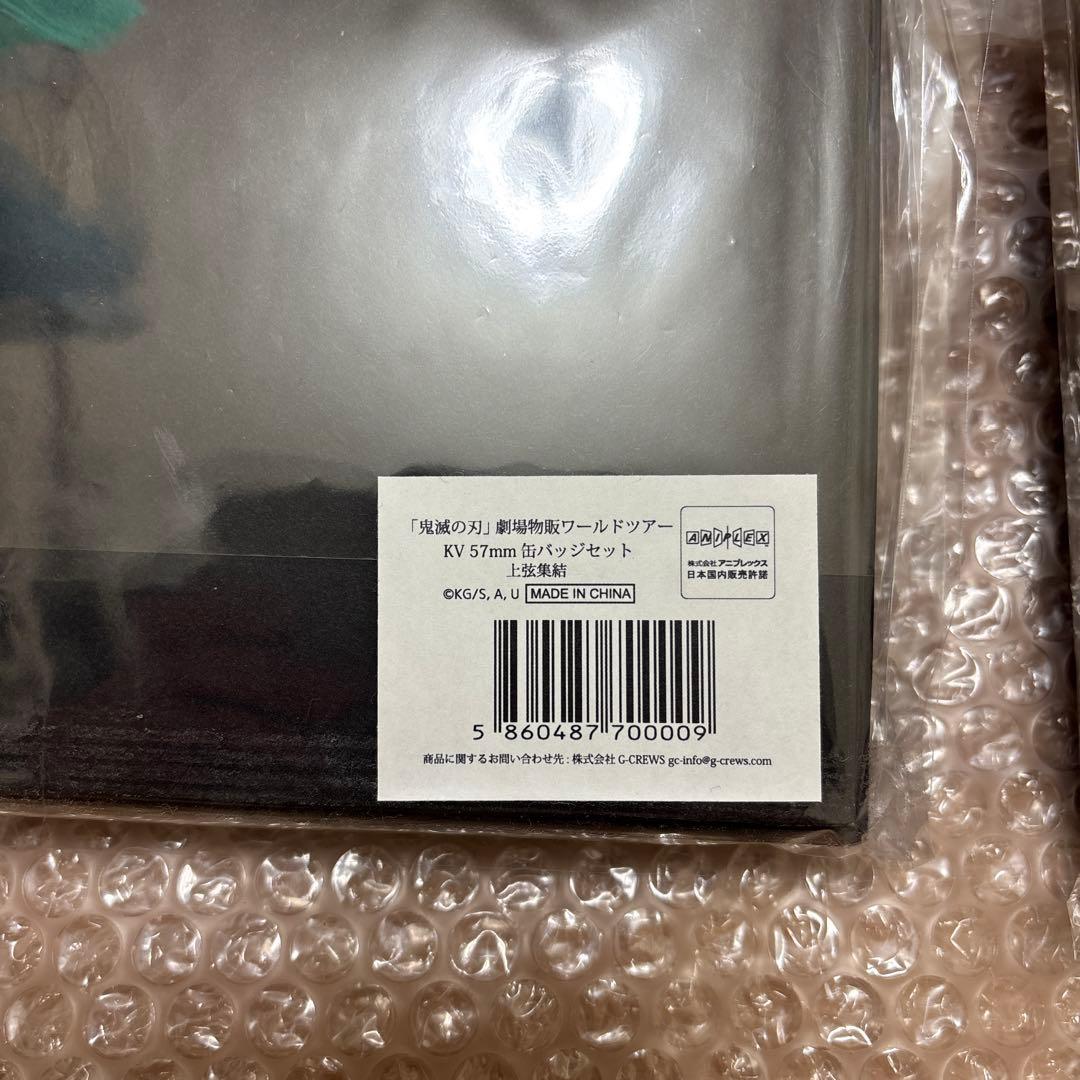 「鬼滅の刃」劇場物販ワールドツアー
KV 57mm 缶バッジセット
上弦集結
©KG/S, A, U MADE IN CHINA
ANIPLEX
株式会社 アニプレックス
日本国内販売許諾
5 860487 700009
商品に関するお問い合わせ先 : 株式会社 G-CREWS gc-info@g-crews.com